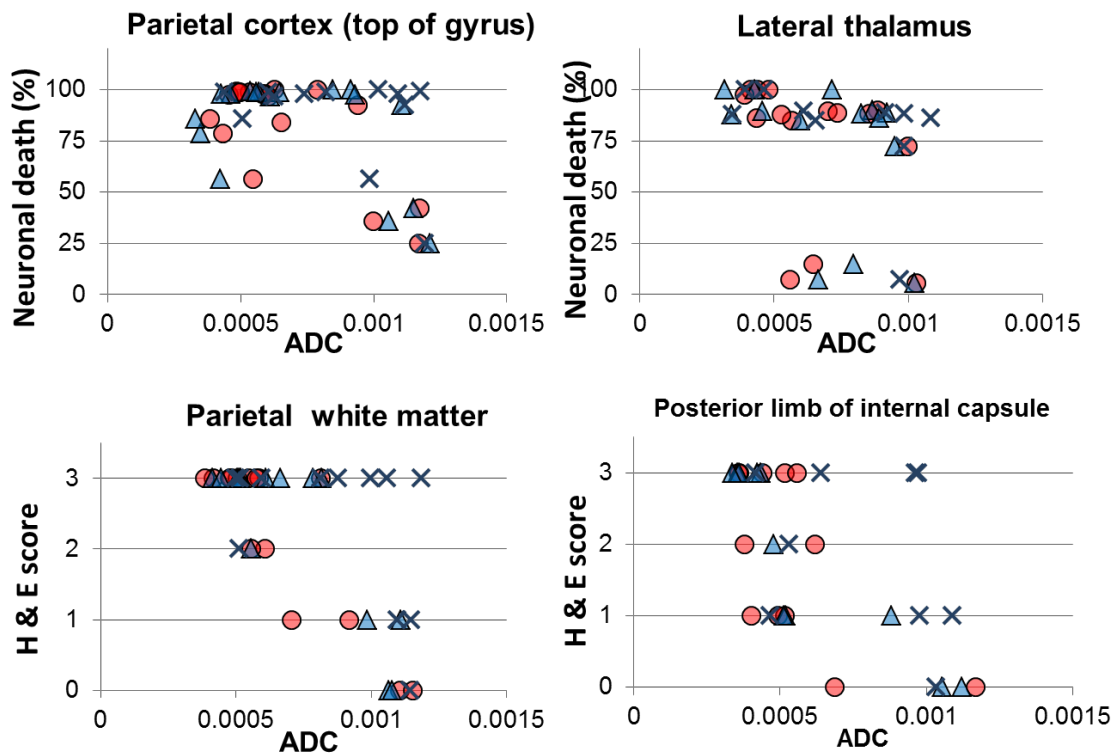 Parietal cortex (top of gyrus)
Neuronal death (%)
100
75
50
25
0
0 0.0005 0.001 0.0015
ADC
Lateral thalamus
Neuronal death (%)
100
75
50
25
0
0 0.0005 0.001 0.0015
ADC
Parietal white matter
H & E score
3
2
1
0
0 0.0005 0.001 0.0015
ADC
Posterior limb of internal capsule
H & E score
3
2
1
0
0 0.0005 0.001 0.0015
ADC